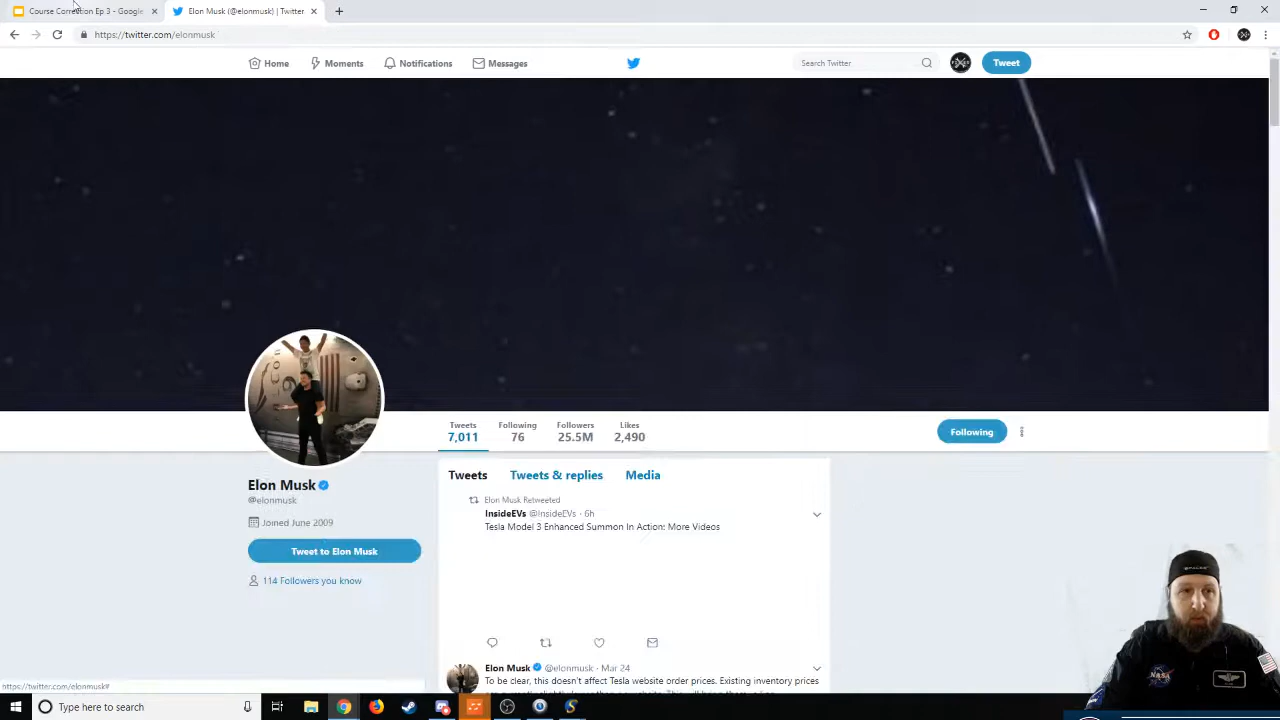 Course Correction Ep 3 - Google
Elon Musk (@elonmusk) | Twitter
https://twitter.com/elonmusk
Home
Moments
Notifications
Messages
Search Twitter
Tweet
Tweets
Following
Followers
Likes
7,011
76
25.5M
2,490
Following
Elon Musk
@elonmusk
Joined June 2009
Tweet to Elon Musk
114 Followers you know
Tweets
Tweets & replies
Media
Elon Musk Retweeted
InsideEVs @InsideEVs · 6h
Tesla Model 3 Enhanced Summon In Action: More Videos
Elon Musk @elonmusk · Mar 24
To be clear, this doesn't affect Tesla website order prices. Existing inventory prices
https://twitter.com/elonmusk#
Type here to search
NASA